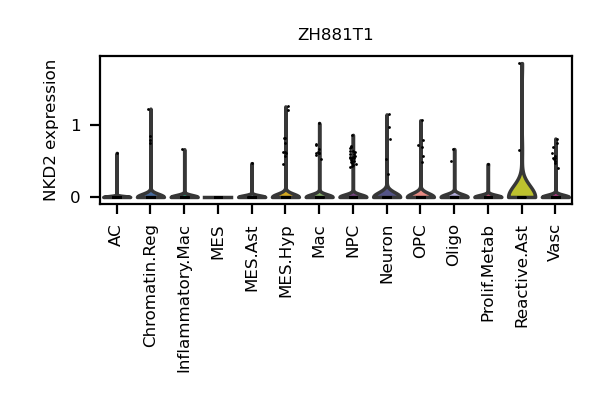 ZH881T1
NKD2 expression
1
0
AC
Chromatin.Reg
Inflammatory.Mac
MES
MES.Ast
MES.Hyp
Mac
NPC
Neuron
OPC
Oligo
Prolif.Metab
Reactive.Ast
Vasc